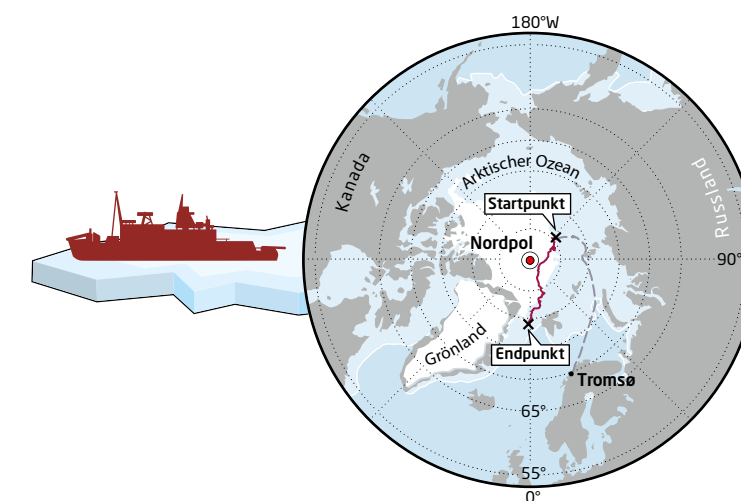 180°W
Kanada
Arktischer Ozean
Russland
Startpunkt
Nordpol
90°
Grönland
Endpunkt
Tromsø
65°
55°
0°